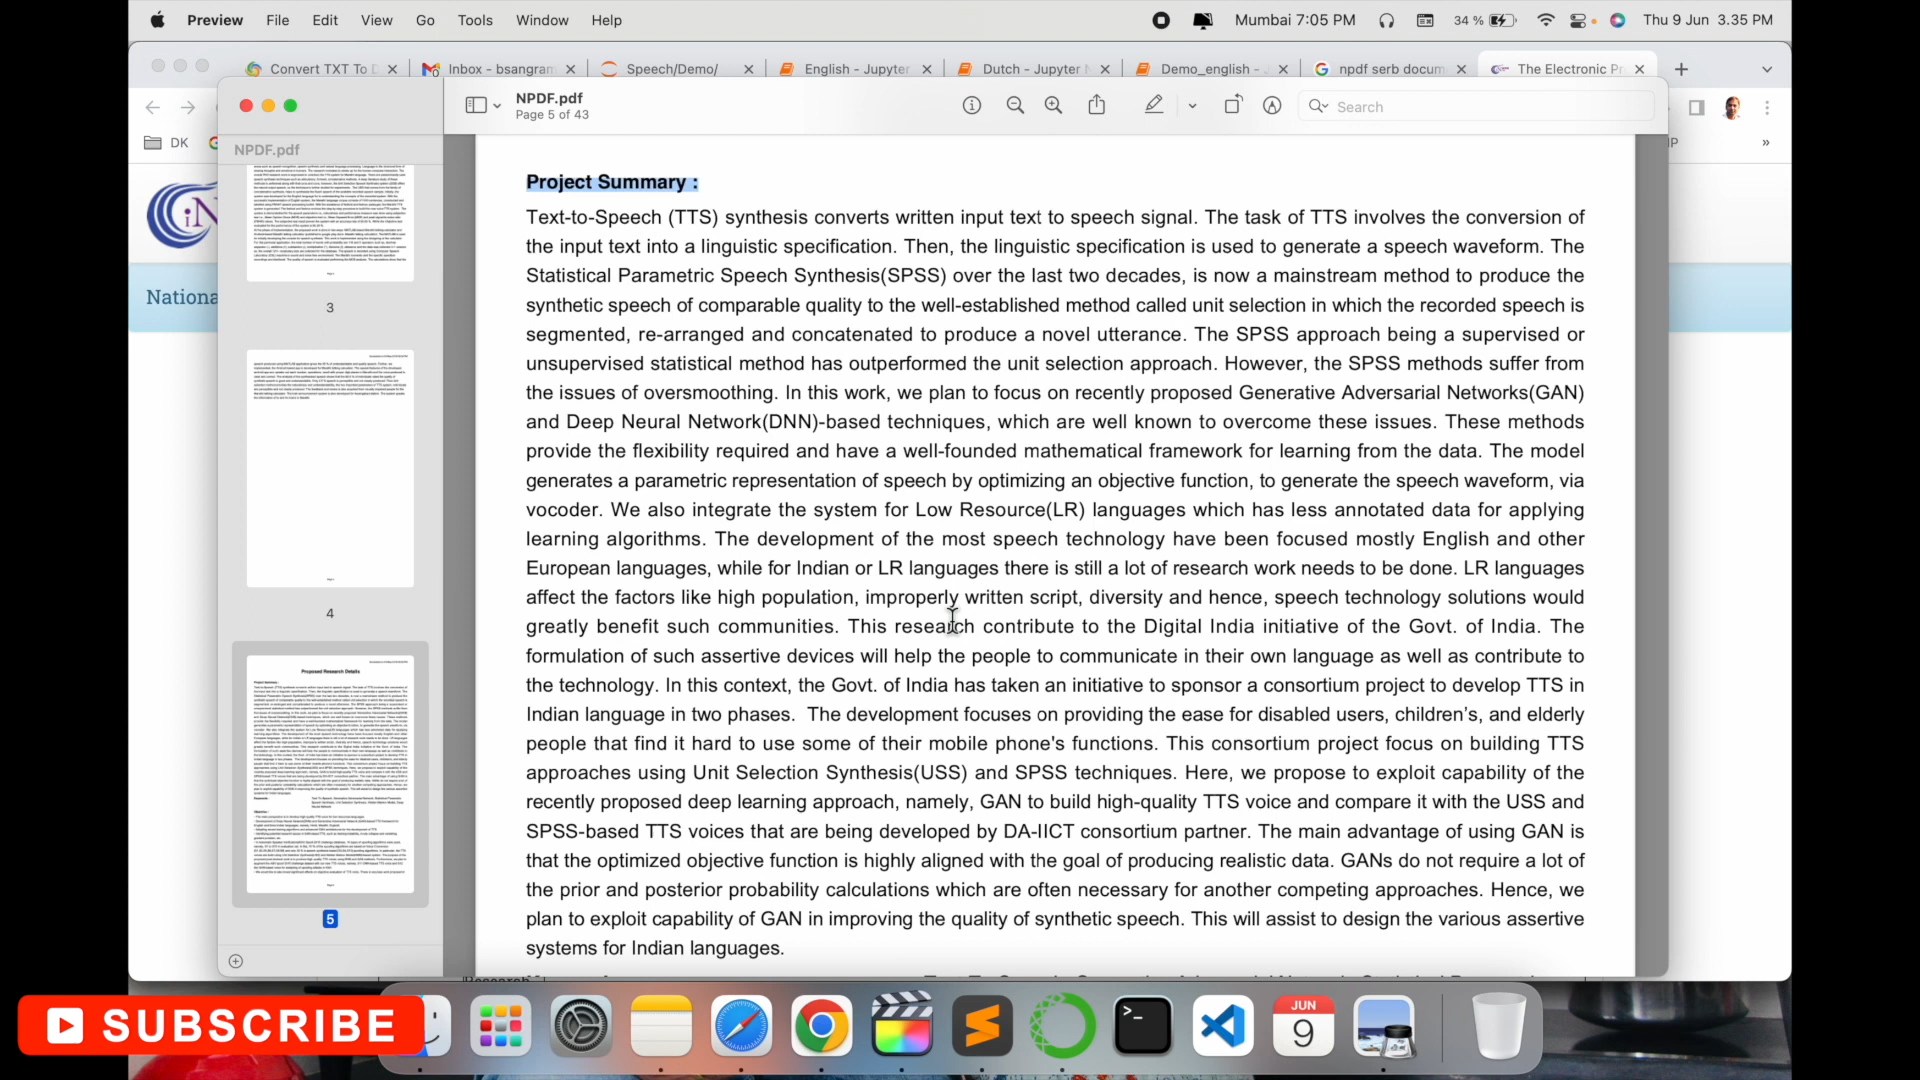 Preview File Edit View Go Tools Window Help Mumbai 7:05 PM 34 % Thu 9 Jun 3.35 PM
Convert TXT To D Inbox - bsangram Speech/Demo/ English - Jupyter Dutch - Jupyter N Demo_english - npdf serb docum The Electronic Pr
NPDF.pdf
Page 5 of 43
Search
DK
NPDF.pdf
Nationa
3
4
Proposed Research Details
5
Project Summary :
Text-to-Speech (TTS) synthesis converts written input text to speech signal. The task of TTS involves the conversion of
the input text into a linguistic specification. Then, the linguistic specification is used to generate a speech waveform. The
Statistical Parametric Speech Synthesis(SPSS) over the last two decades, is now a mainstream method to produce the
synthetic speech of comparable quality to the well-established method called unit selection in which the recorded speech is
segmented, re-arranged and concatenated to produce a novel utterance. The SPSS approach being a supervised or
unsupervised statistical method has outperformed the unit selection approach. However, the SPSS methods suffer from
the issues of oversmoothing. In this work, we plan to focus on recently proposed Generative Adversarial Networks(GAN)
and Deep Neural Network(DNN)-based techniques, which are well known to overcome these issues. These methods
provide the flexibility required and have a well-founded mathematical framework for learning from the data. The model
generates a parametric representation of speech by optimizing an objective function, to generate the speech waveform, via
vocoder. We also integrate the system for Low Resource(LR) languages which has less annotated data for applying
learning algorithms. The development of the most speech technology have been focused mostly English and other
European languages, while for Indian or LR languages there is still a lot of research work needs to be done. LR languages
affect the factors like high population, improperly written script, diversity and hence, speech technology solutions would
greatly benefit such communities. This research contribute to the Digital India initiative of the Govt. of India. The
formulation of such assertive devices will help the people to communicate in their own language as well as contribute to
the technology. In this context, the Govt. of India has taken an initiative to sponsor a consortium project to develop TTS in
Indian language in two phases. The development focuses on providing the ease for disabled users, children's, and elderly
people that find it hard to use some of their mobile phone's functions. This consortium project focus on building TTS
approaches using Unit Selection Synthesis(USS) and SPSS techniques. Here, we propose to exploit capability of the
recently proposed deep learning approach, namely, GAN to build high-quality TTS voice and compare it with the USS and
SPSS-based TTS voices that are being developed by DA-IICT consortium partner. The main advantage of using GAN is
that the optimized objective function is highly aligned with the goal of producing realistic data. GANs do not require a lot of
the prior and posterior probability calculations which are often necessary for another competing approaches. Hence, we
plan to exploit capability of GAN in improving the quality of synthetic speech. This will assist to design the various assertive
systems for Indian languages.
SUBSCRIBE
JUN
9